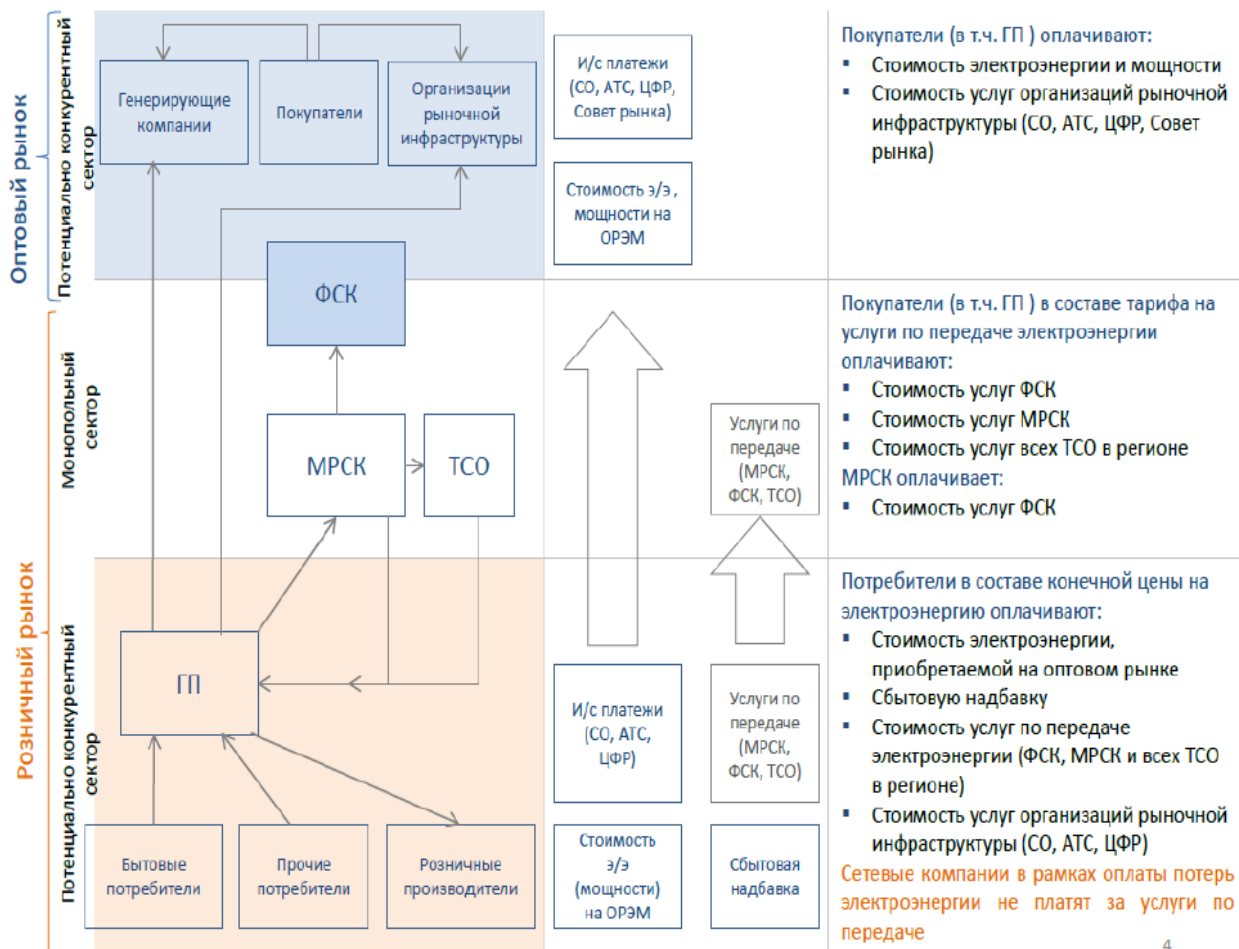 Оптовый рынок
Потенциально конкурентный
сектор
Генерирующие
компании
Покупатели
Организации
рыночной
инфраструктуры
И/с платежи
(СО, АТС, ЦФР,
Совет рынка)
Стоимость э/э ,
мощности на
ОРЭМ
Покупатели (в т.ч. ГП ) оплачивают:
▪ Стоимость электроэнергии и мощности
▪ Стоимость услуг организаций рыночной
инфраструктуры (СО, АТС, ЦФР, Совет
рынка)
Розничный рынок
Монопольный
сектор
ФСК
МРСК
ТСО
Услуги по
передаче
(МРСК,
ФСК, ТСО)
Покупатели (в т.ч. ГП ) в составе тарифа на
услуги по передаче электроэнергии
оплачивают:
▪ Стоимость услуг ФСК
▪ Стоимость услуг МРСК
▪ Стоимость услуг всех ТСО в регионе
МРСК оплачивает:
▪ Стоимость услуг ФСК
Потенциально конкурентный
сектор
ГП
Бытовые
потребители
Прочие
потребители
Розничные
производители
И/с платежи
(СО, АТС,
ЦФР)
Услуги по
передаче
(МРСК,
ФСК, ТСО)
Стоимость
э/э
(мощности)
на ОРЭМ
Сбытовая
надбавка
Потребители в составе конечной цены на
электроэнергию оплачивают:
▪ Стоимость электроэнергии,
приобретаемой на оптовом рынке
▪ Сбытовую надбавку
▪ Стоимость услуг по передаче
электроэнергии (ФСК, МРСК и всех ТСО
в регионе)
▪ Стоимость услуг организаций рыночной
инфраструктуры (СО, АТС, ЦФР)
Сетевые компании в рамках оплаты потерь
электроэнергии не платят за услуги по
передаче
4